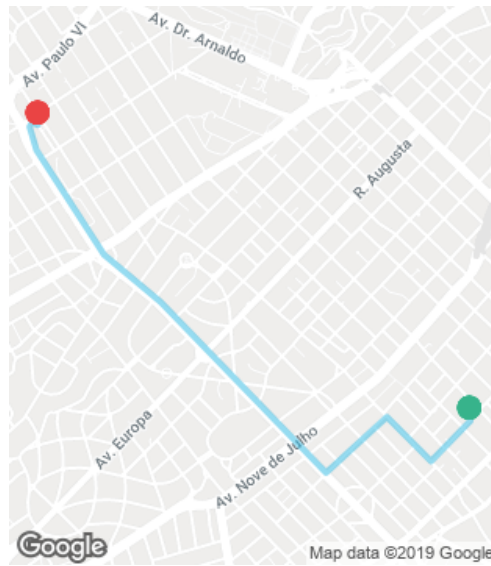 Av. Paulo VI
Av. Dr. Arnaldo
R. Augusta
Av. Europa
Av. Nove de Julho
Google
Map data ©2019 Google